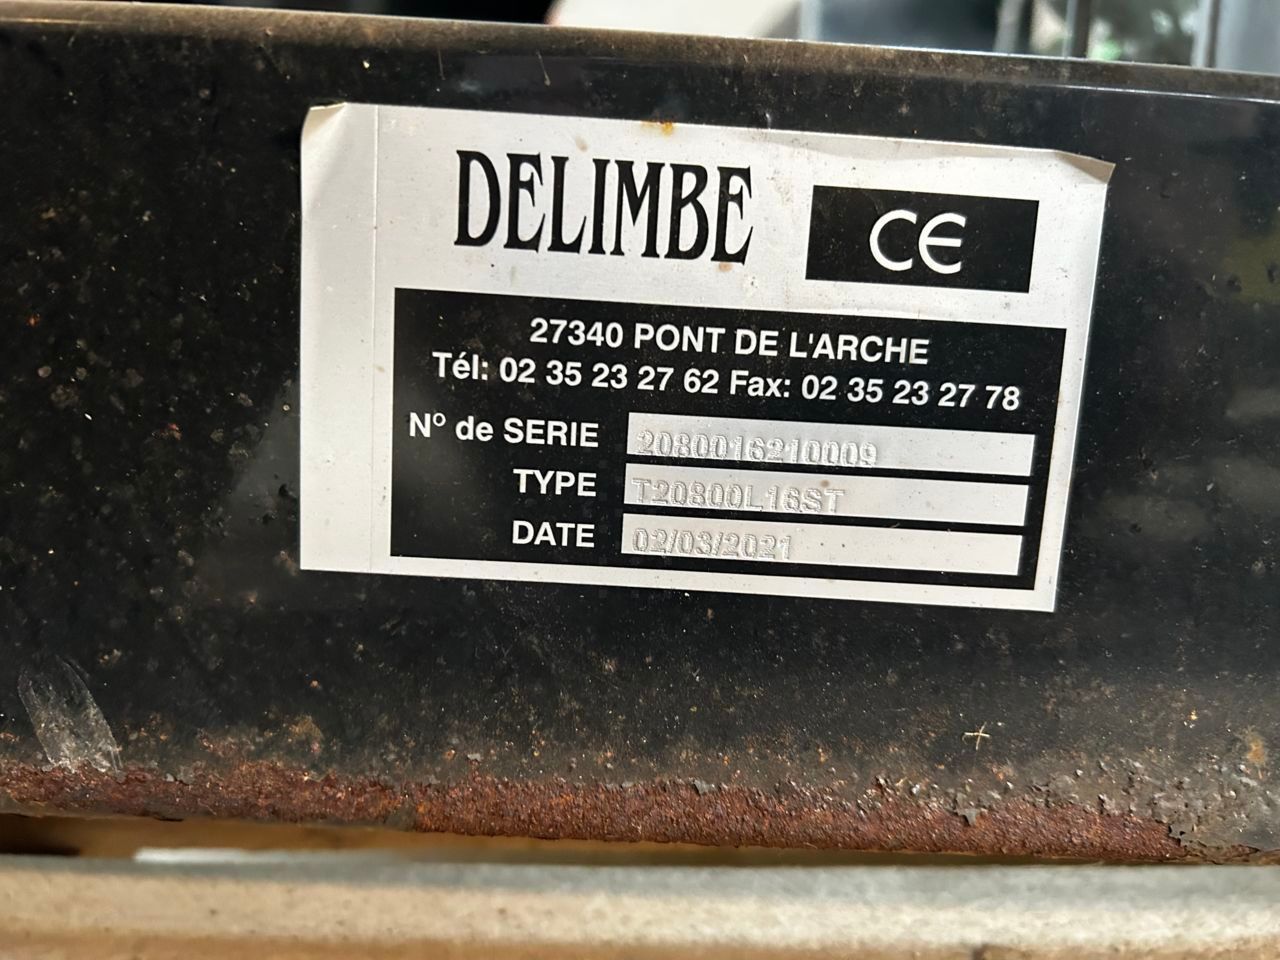 DELIMBE
CE
27340 PONT DE L'ARCHE
Tél: 02 35 23 27 62 Fax: 02 35 23 27 78
N° de SERIE 2080016210009
TYPE T20800L16ST
DATE 02/03/2021